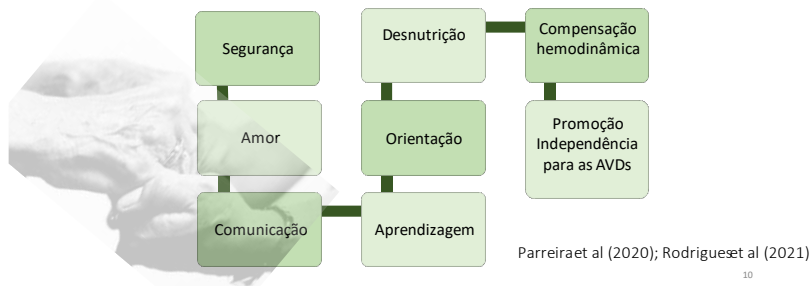 Segurança
Amor
Comunicação
Aprendizagem
Orientação
Desnutrição
Compensação
hemodinâmica
Promoção
Independência
para as AVDs
Parreiraet al (2020); Rodrigueset al (2021)
10